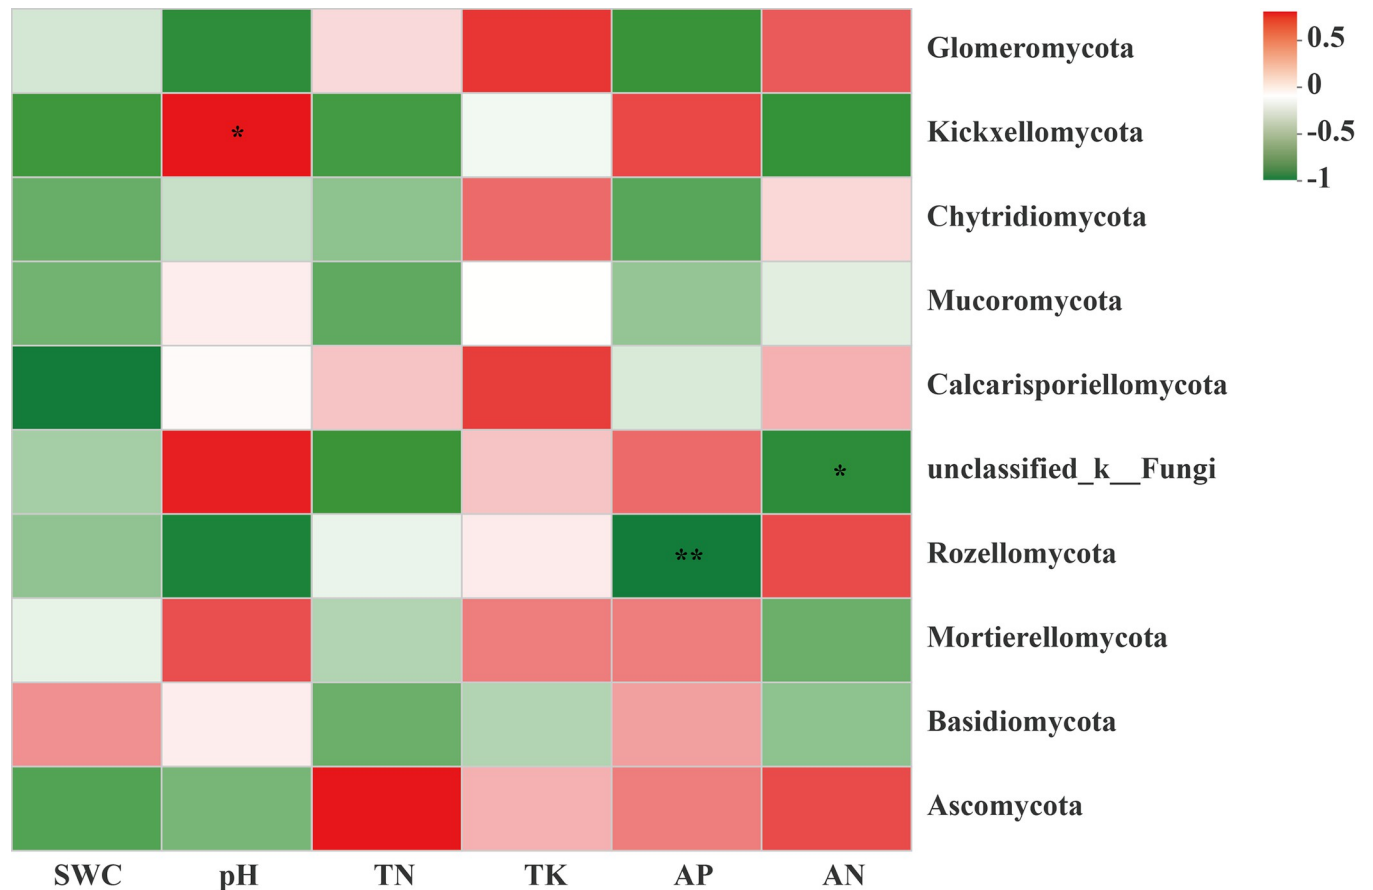 Glomeromycota
0.5
0
-0.5
-1
* Kickxellomycota
Chytridiomycota
Mucoromycota
Calcarisporiellomycota
* unclassified_k__Fungi
** Rozellomycota
Mortierellomycota
Basidiomycota
Ascomycota
SWC pH TN TK AP AN